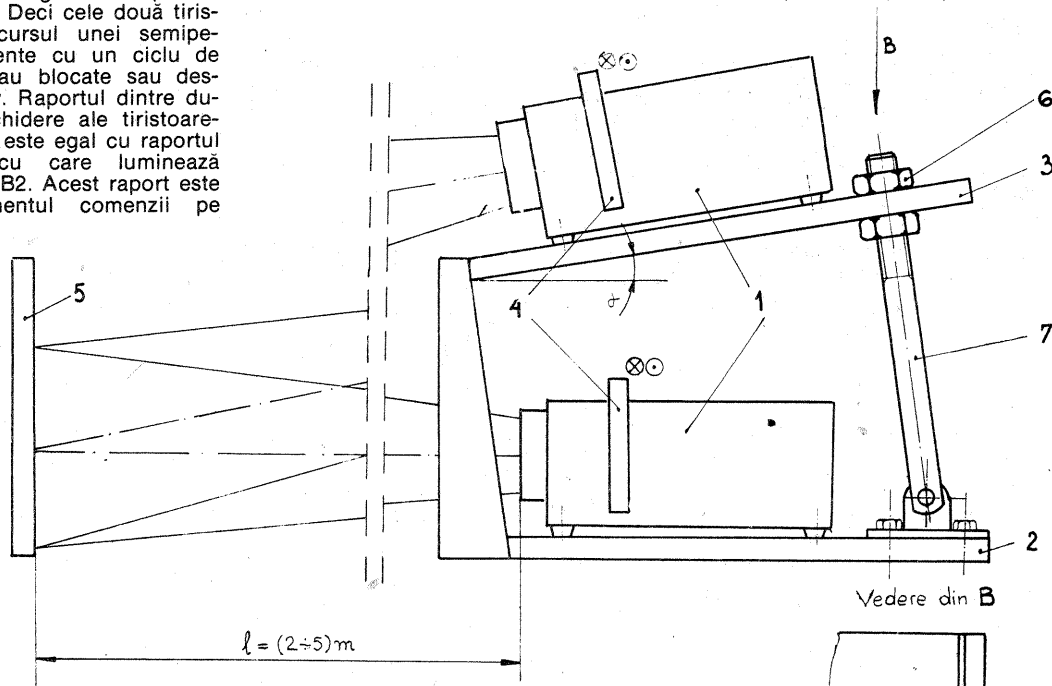 Deci cele două tiris-
cursul unei semipe-
ente cu un ciclu de
au blocate sau des-
. Raportul dintre du-
chidere ale tiristoare-
este egal cu raportul
cu care luminează
B2. Acest raport este
mentul comenzii pe
B
6
3
5
4
α
1
7
2
Vedere din B
l = (2÷5)m